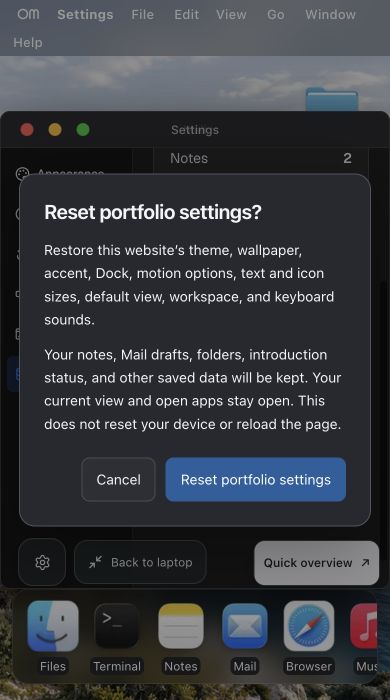 OM Settings File Edit View Go Window
Help
Settings
Notes 2
Appearance
Reset portfolio settings?
Restore this website's theme, wallpaper,
accent, Dock, motion options, text and icon
sizes, default view, workspace, and keyboard
sounds.
Your notes, Mail drafts, folders, introduction
status, and other saved data will be kept. Your
current view and open apps stay open. This
does not reset your device or reload the page.
Cancel Reset portfolio settings
Back to laptop Quick overview ↗
>_
Files Terminal Notes Mail Browser Mus